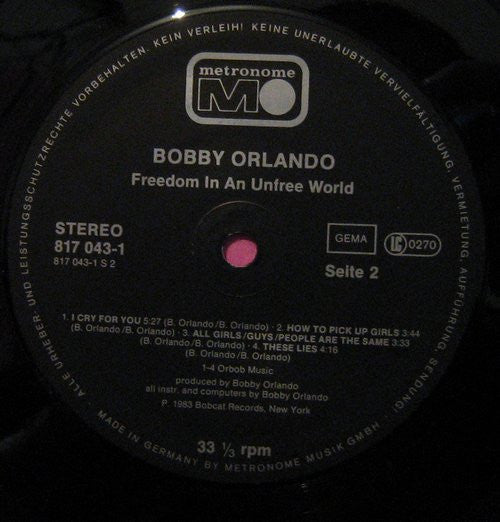 metronome
M
BOBBY ORLANDO
Freedom In An Unfree World
STEREO
817 043-1
817 043-1 S 2
GEMA
LC 0270
Seite 2
1. I CRY FOR YOU 5:27 (B. Orlando/B. Orlando) · 2. HOW TO PICK UP GIRLS 3:44
(B. Orlando/B. Orlando) · 3. ALL GIRLS/GUYS/PEOPLE ARE THE SAME 3:33
(B. Orlando/B. Orlando) · 4. THESE LIES 4:16
(B. Orlando/B. Orlando)
1-4 Orbob Music
produced by Bobby Orlando
all instr. and computers by Bobby Orlando
P. 1983 Bobcat Records, New York
33 ⅓ rpm
ALLE URHEBER UND LEISTUNGSSCHUTZRECHTE VORBEHALTEN. KEIN VERLEIH! KEINE UNERLAUBTE VERVIELFÄLTIGUNG, VERMIETUNG, AUFFÜHRUNG, SENDUNG!
MADE IN GERMANY BY METRONOME MUSIK GMBH